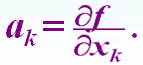 a_k = ∂f/∂x_k.